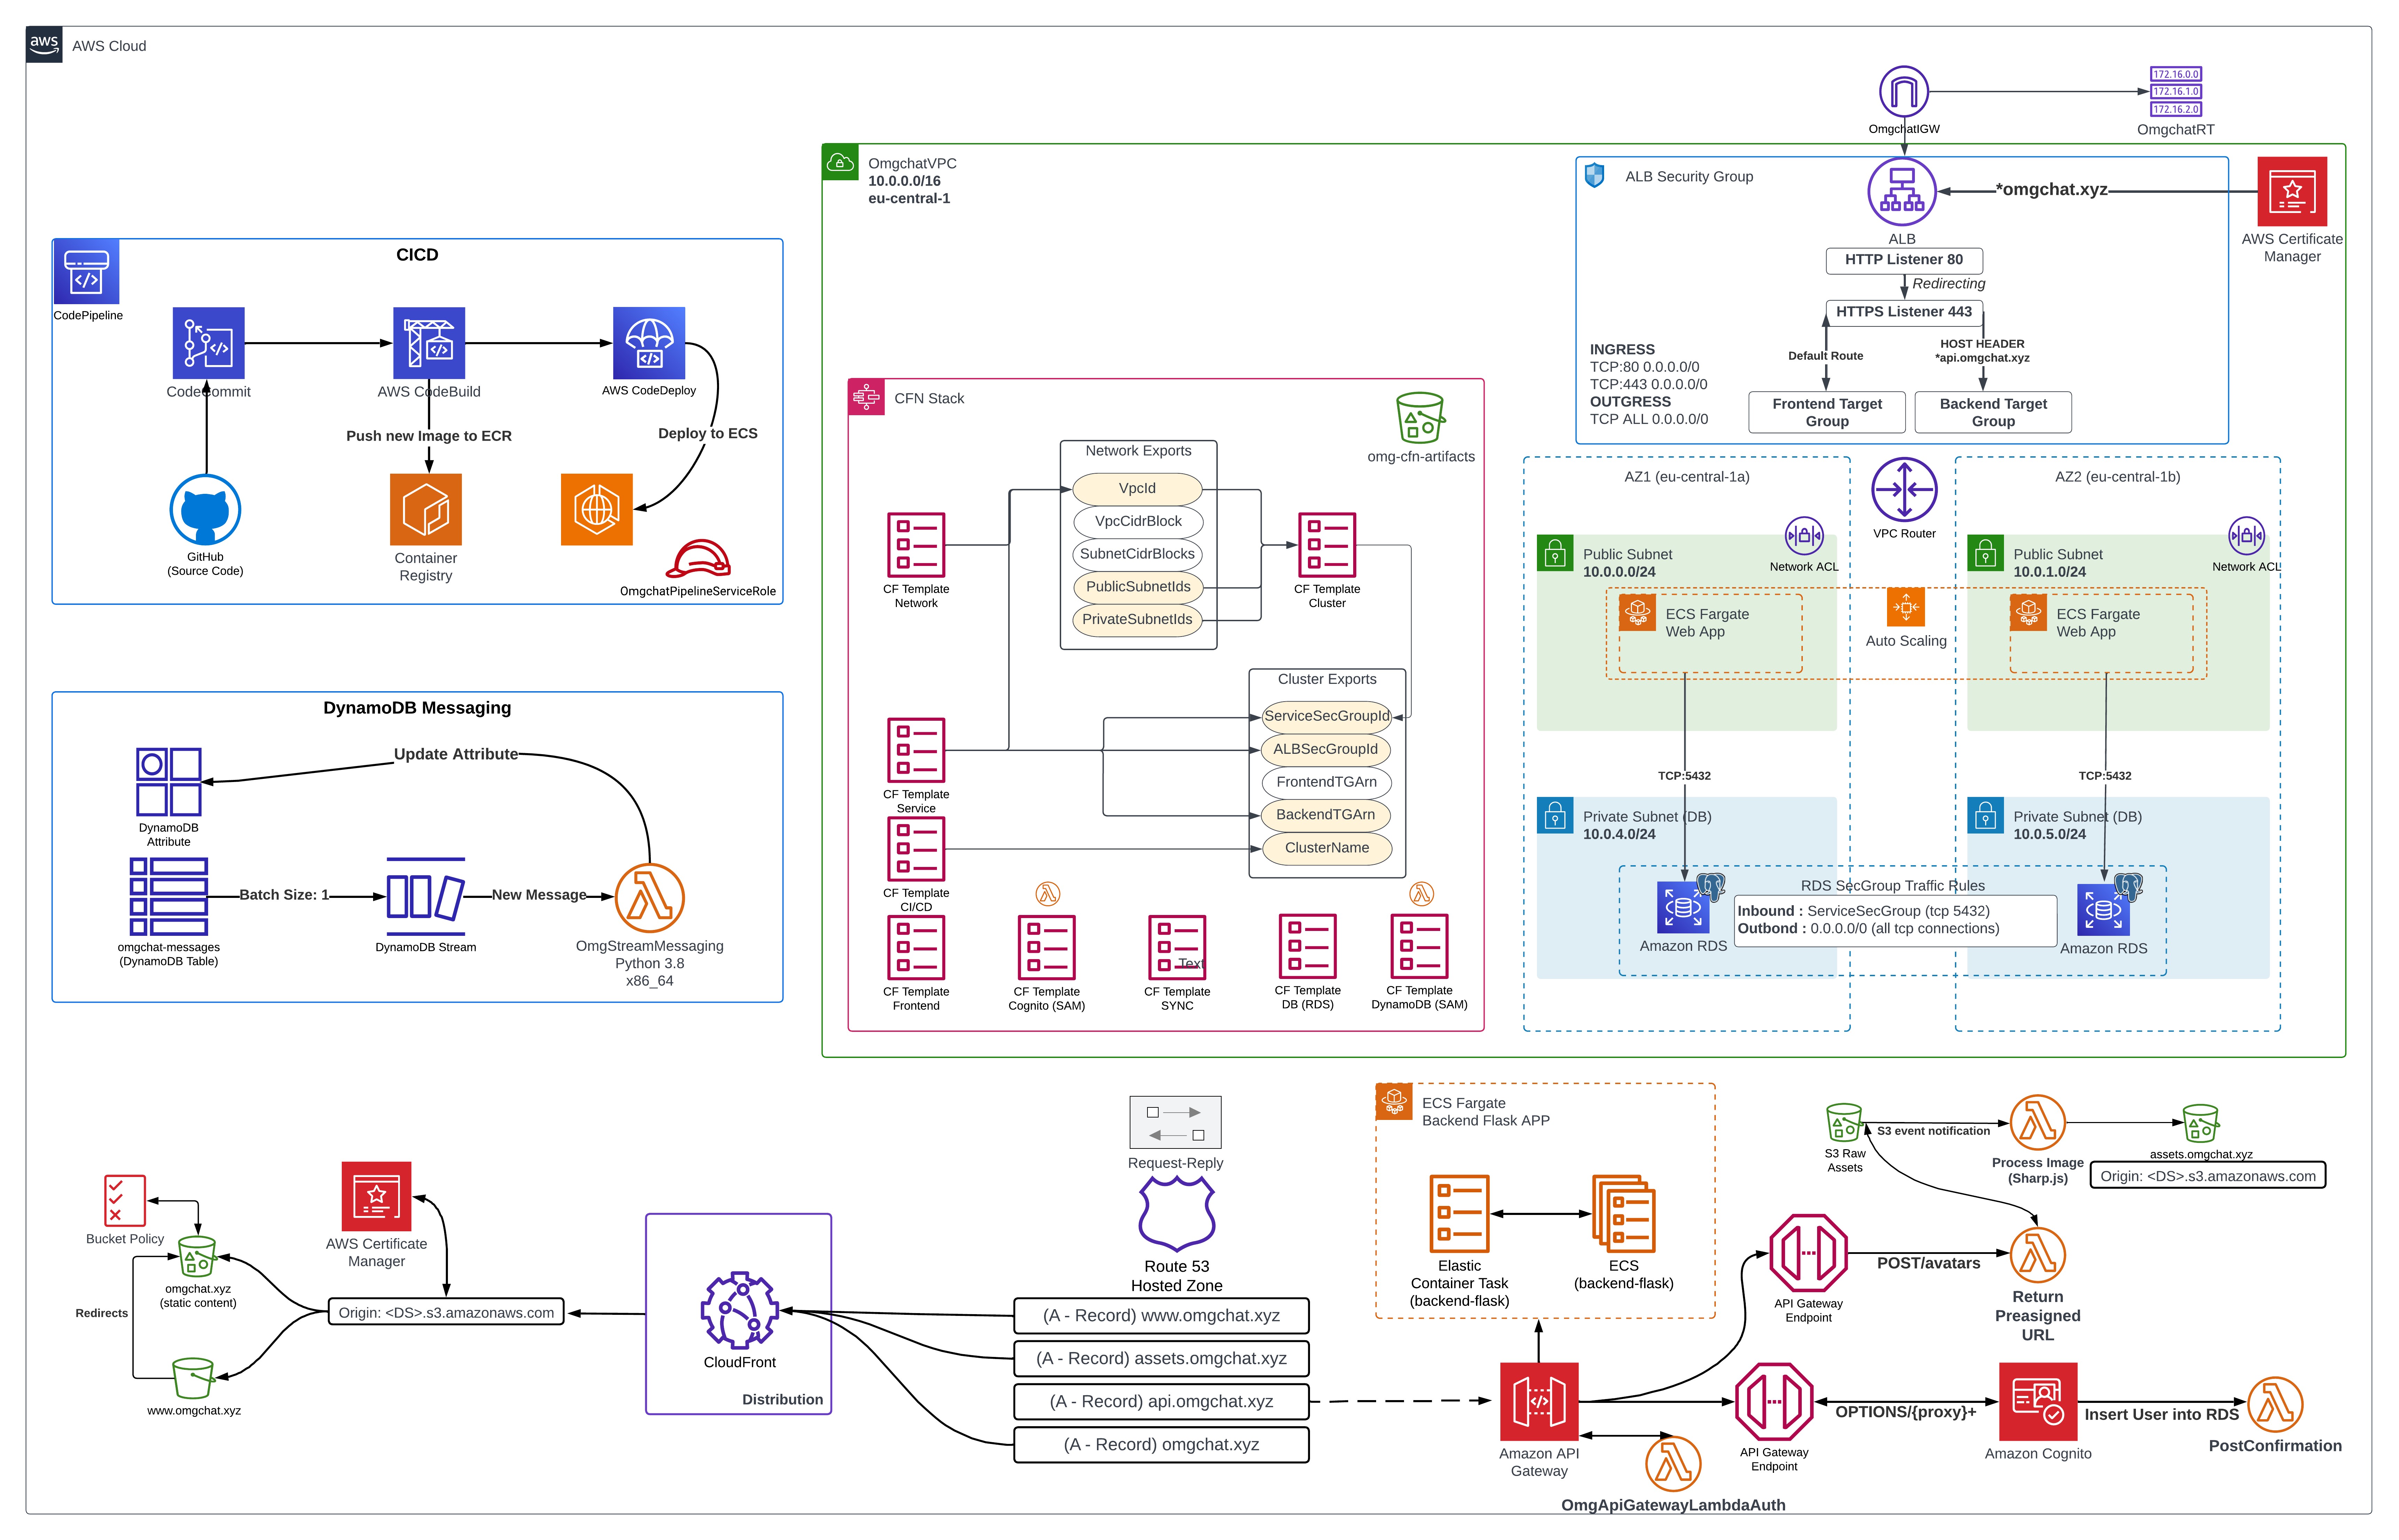 aws
AWS Cloud
OmgchatIGW
172.16.0.0
172.16.1.0
172.16.2.0
OmgchatRT
OmgchatVPC
10.0.0.0/16
eu-central-1
ALB Security Group
ALB
*omgchat.xyz
AWS Certificate
Manager
HTTP Listener 80
Redirecting
HTTPS Listener 443
Default Route
HOST HEADER
*api.omgchat.xyz
INGRESS
TCP:80 0.0.0.0/0
TCP:443 0.0.0.0/0
OUTGRESS
TCP ALL 0.0.0.0/0
Frontend Target
Group
Backend Target
Group
CICD
CodePipeline
CodeCommit
AWS CodeBuild
AWS CodeDeploy
Push new Image to ECR
Deploy to ECS
GitHub
(Source Code)
Container
Registry
OmgchatPipelineServiceRole
CFN Stack
omg-cfn-artifacts
Network Exports
VpcId
VpcCidrBlock
SubnetCidrBlocks
PublicSubnetIds
PrivateSubnetIds
CF Template
Network
CF Template
Cluster
Cluster Exports
ServiceSecGroupId
ALBSecGroupId
FrontendTGArn
BackendTGArn
ClusterName
CF Template
Service
CF Template
CI/CD
CF Template
Frontend
CF Template
Cognito (SAM)
Text
CF Template
SYNC
CF Template
DB (RDS)
CF Template
DynamoDB (SAM)
AZ1 (eu-central-1a)
VPC Router
AZ2 (eu-central-1b)
Public Subnet
10.0.0.0/24
Network ACL
Public Subnet
10.0.1.0/24
Network ACL
ECS Fargate
Web App
Auto Scaling
ECS Fargate
Web App
TCP:5432
TCP:5432
Private Subnet (DB)
10.0.4.0/24
Private Subnet (DB)
10.0.5.0/24
RDS SecGroup Traffic Rules
Inbound : ServiceSecGroup (tcp 5432)
Outbond : 0.0.0.0/0 (all tcp connections)
Amazon RDS
Amazon RDS
DynamoDB Messaging
Update Attribute
DynamoDB
Attribute
Batch Size: 1
New Message
omgchat-messages
(DynamoDB Table)
DynamoDB Stream
OmgStreamMessaging
Python 3.8
x86_64
Bucket Policy
AWS Certificate
Manager
omgchat.xyz
(static content)
Redirects
Origin: <DS>.s3.amazonaws.com
www.omgchat.xyz
CloudFront
Distribution
Request-Reply
Route 53
Hosted Zone
(A - Record) www.omgchat.xyz
(A - Record) assets.omgchat.xyz
(A - Record) api.omgchat.xyz
(A - Record) omgchat.xyz
ECS Fargate
Backend Flask APP
Elastic
Container Task
(backend-flask)
ECS
(backend-flask)
Amazon API
Gateway
OmgApiGatewayLambdaAuth
S3 Raw
Assets
S3 event notification
Process Image
(Sharp.js)
assets.omgchat.xyz
Origin: <DS>.s3.amazonaws.com
API Gateway
Endpoint
POST/avatars
Return
Preasigned
URL
API Gateway
Endpoint
OPTIONS/{proxy}+
Amazon Cognito
Insert User into RDS
PostConfirmation